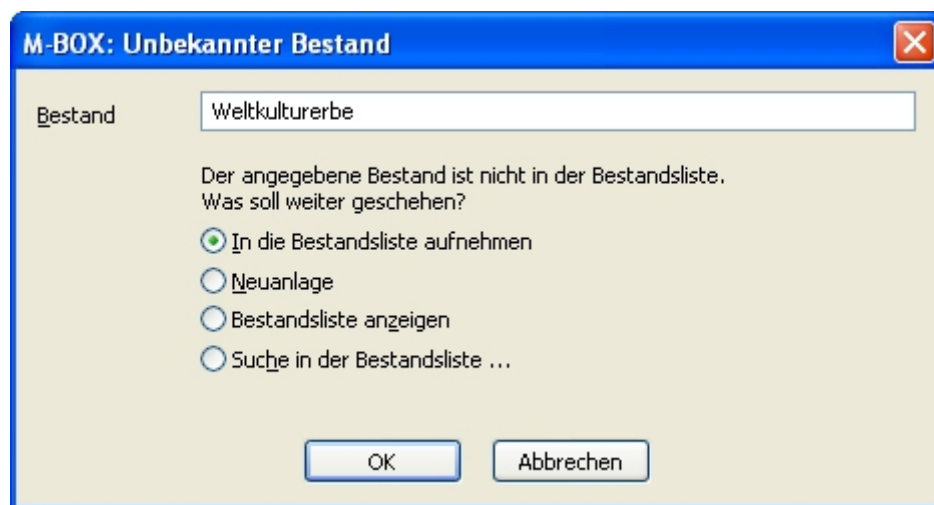 M-BOX: Unbekannter Bestand
Bestand
Weltkulturerbe
Der angegebene Bestand ist nicht in der Bestandsliste.
Was soll weiter geschehen?
In die Bestandsliste aufnehmen
Neuanlage
Bestandsliste anzeigen
Suche in der Bestandsliste ...
OK
Abbrechen